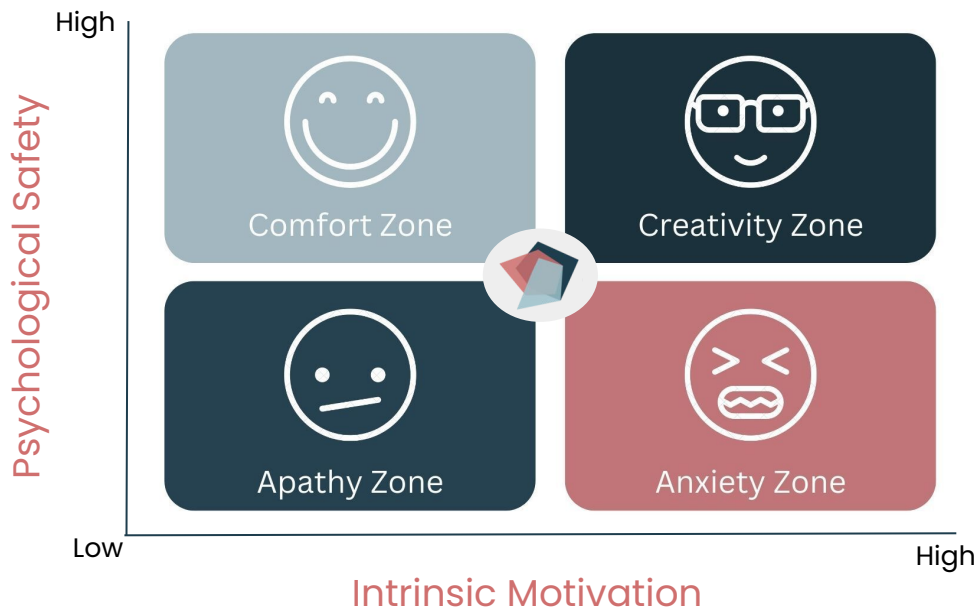 High
Psychological Safety
Comfort Zone
Creativity Zone
Apathy Zone
Anxiety Zone
Low
High
Intrinsic Motivation